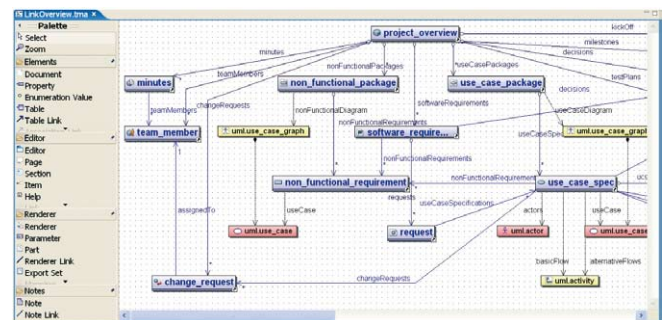 LinkOverview.tma
Palette
Select
Zoom
Elements
Document
Property
Enumeration Value
Table
Table Link
Editor
Editor
Page
Section
Item
Help
Renderer
Renderer
Parameter
Part
Renderer Link
Export Set
Notes
Note
Note Link
project_overview
kickOff
milestones
minutes
decisions
nonFunctionalPackages
useCasePackages
testPlans
teamMembers
minutes
non_functional_package
use_case_package
decisions
changeRequests
softwareRequirements
teamMembers
nonFunctionalDiagram
useCaseDiagram
team_member
uml.use_case_graph
nonFunctionalRequirements
software_require...
useCaseSpec
uml.use_case_graph
1
nonFunctionalRequirements
non_functional_requirement
nonFunctionalRequirement
use_case_spec
assignedTo
useCase
requests
useCaseSpecifications
actors
useCase
uml.use_case
request
uml.actor
uml.use_case
basicFlow
alternativeFlows
change_request
changeRequests
uml.activity